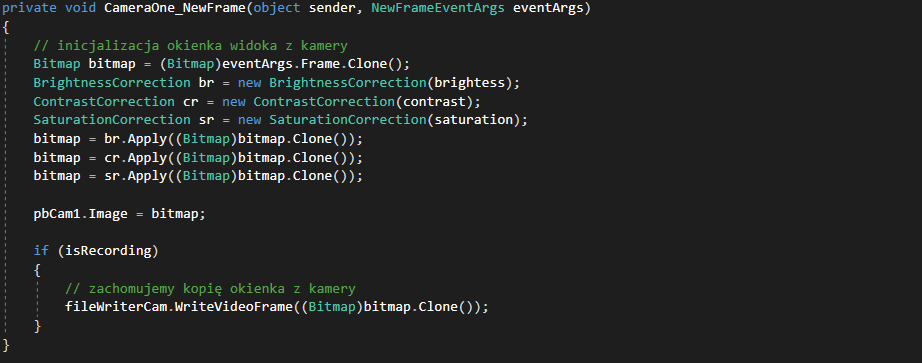 private void CameraOne_NewFrame(object sender, NewFrameEventArgs eventArgs)
{
// inicjalizacja okienka widoka z kamery
Bitmap bitmap = (Bitmap)eventArgs.Frame.Clone();
BrightnessCorrection br = new BrightnessCorrection(brightess);
ContrastCorrection cr = new ContrastCorrection(contrast);
SaturationCorrection sr = new SaturationCorrection(saturation);
bitmap = br.Apply((Bitmap)bitmap.Clone());
bitmap = cr.Apply((Bitmap)bitmap.Clone());
bitmap = sr.Apply((Bitmap)bitmap.Clone());
pbCam1.Image = bitmap;
if (isRecording)
{
// zachomujemy kopię okienka z kamery
fileWriterCam.WriteVideoFrame((Bitmap)bitmap.Clone());
}
}